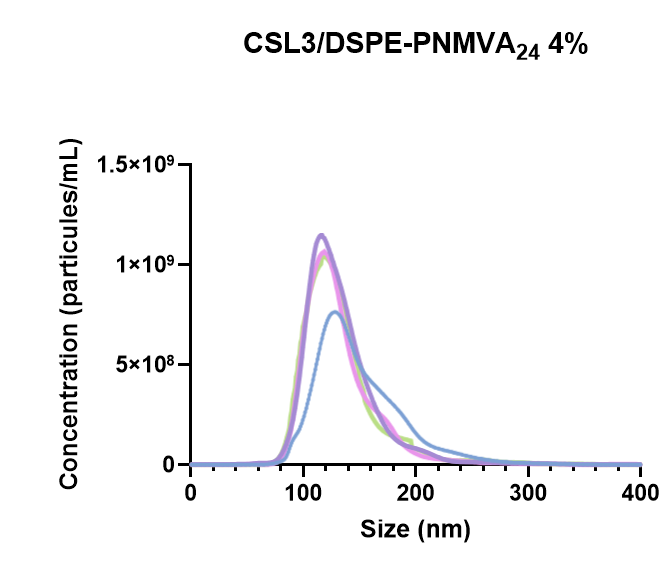 CSL3/DSPE-PNMVA₂₄ 4%
Concentration (particules/mL)
1.5×10⁹
1×10⁹
5×10⁸
0
0 100 200 300 400
Size (nm)